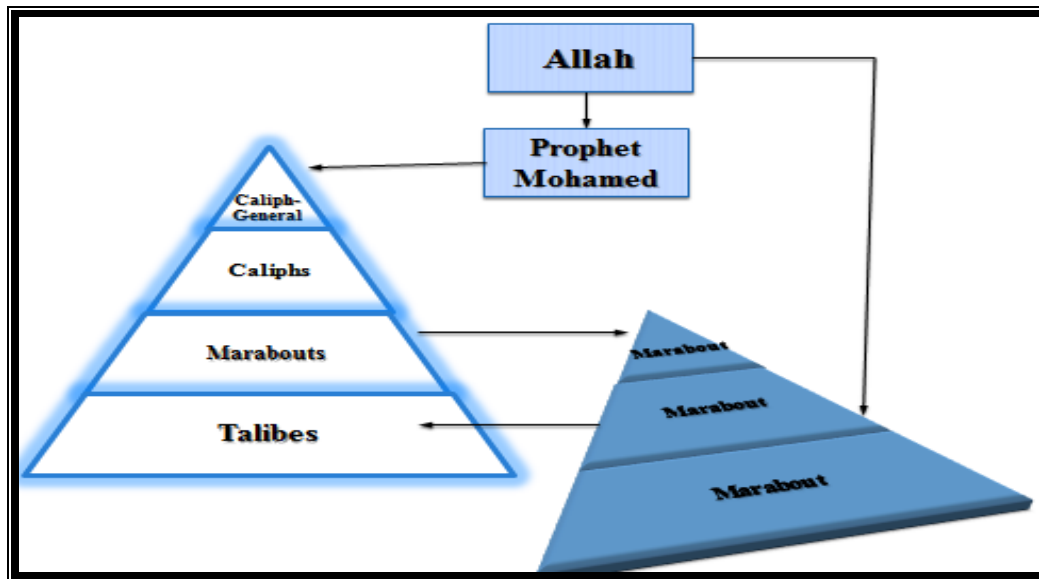 Allah
Prophet
Mohamed
Caliph-
General
Caliphs
Marabouts
Talibes
Marabout
Marabout
Marabout